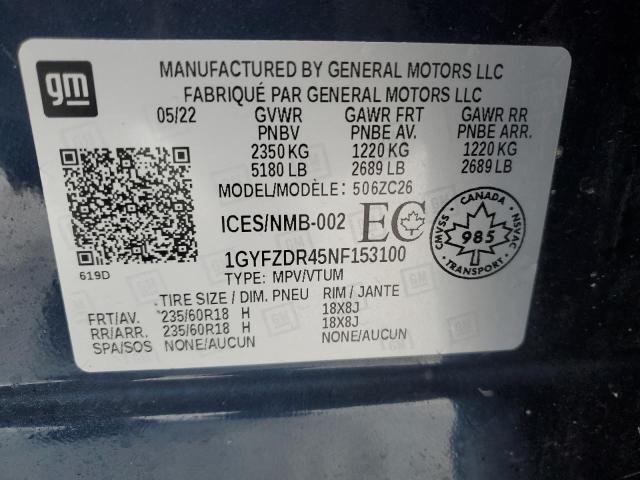 gm
MANUFACTURED BY GENERAL MOTORS LLC
FABRIQUÉ PAR GENERAL MOTORS LLC
05/22 GVWR GAWR FRT GAWR RR
PNBV PNBE AV. PNBE ARR.
2350 KG 1220 KG 1220 KG
5180 LB 2689 LB 2689 LB
MODEL/MODÈLE: 506ZC26
ICES/NMB-002 EC
CANADA
CMVSS 985 NSVAC
TRANSPORT
1GYFZDR45NF153100
619D
TYPE: MPV/VTUM
TIRE SIZE / DIM. PNEU RIM / JANTE
FRT/AV. 235/60R18 H 18X8J
RR/ARR. 235/60R18 H 18X8J
SPA/SOS NONE/AUCUN NONE/AUCUN